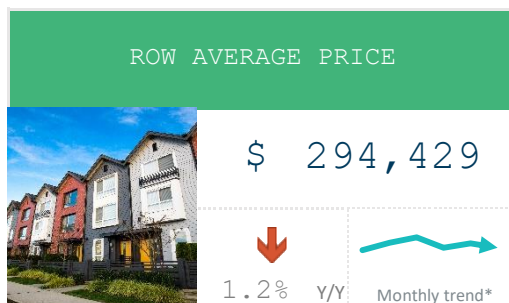 ROW AVERAGE PRICE
$ 294,429
1.2% Y/Y
Monthly trend*